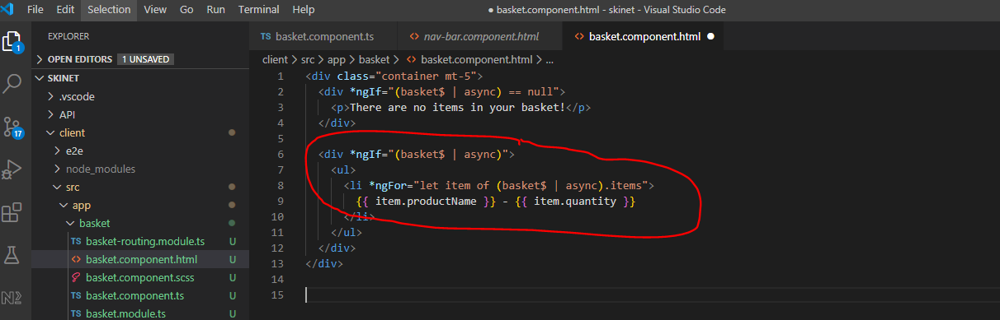 File Edit Selection View Go Run Terminal Help
● basket.component.html - skinet - Visual Studio Code
EXPLORER
OPEN EDITORS 1 UNSAVED
SKINET
.vscode
API
client
e2e
node_modules
src
app
basket
TS basket-routing.module.ts U
<> basket.component.html U
basket.component.scss U
TS basket.component.ts U
TS basket.module.ts U
1
17
TS basket.component.ts
<> nav-bar.component.html
<> basket.component.html ●
client > src > app > basket > <> basket.component.html > ...
1 <div class="container mt-5">
2 <div *ngIf="(basket$ | async) == null">
3 <p>There are no items in your basket!</p>
4 </div>
5
6 <div *ngIf="(basket$ | async)">
7 <ul>
8 <li *ngFor="let item of (basket$ | async).items">
9 {{ item.productName }} - {{ item.quantity }}
10 </li>
11 </ul>
12 </div>
13 </div>
14
15